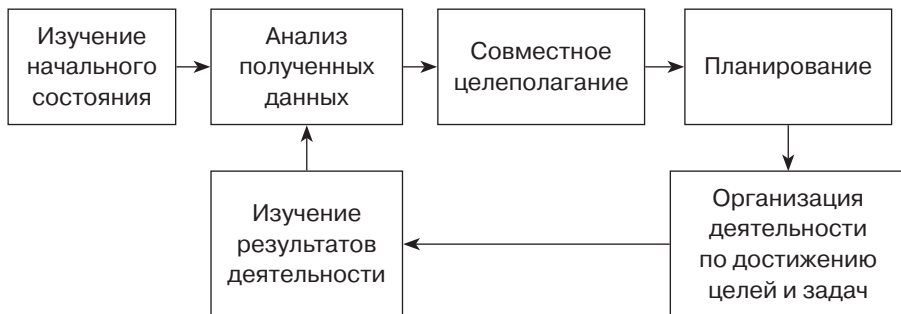 Изучение
начального
состояния
Анализ
полученных
данных
Совместное
целеполагание
Планирование
Изучение
результатов
деятельности
Организация
деятельности
по достижению
целей и задач